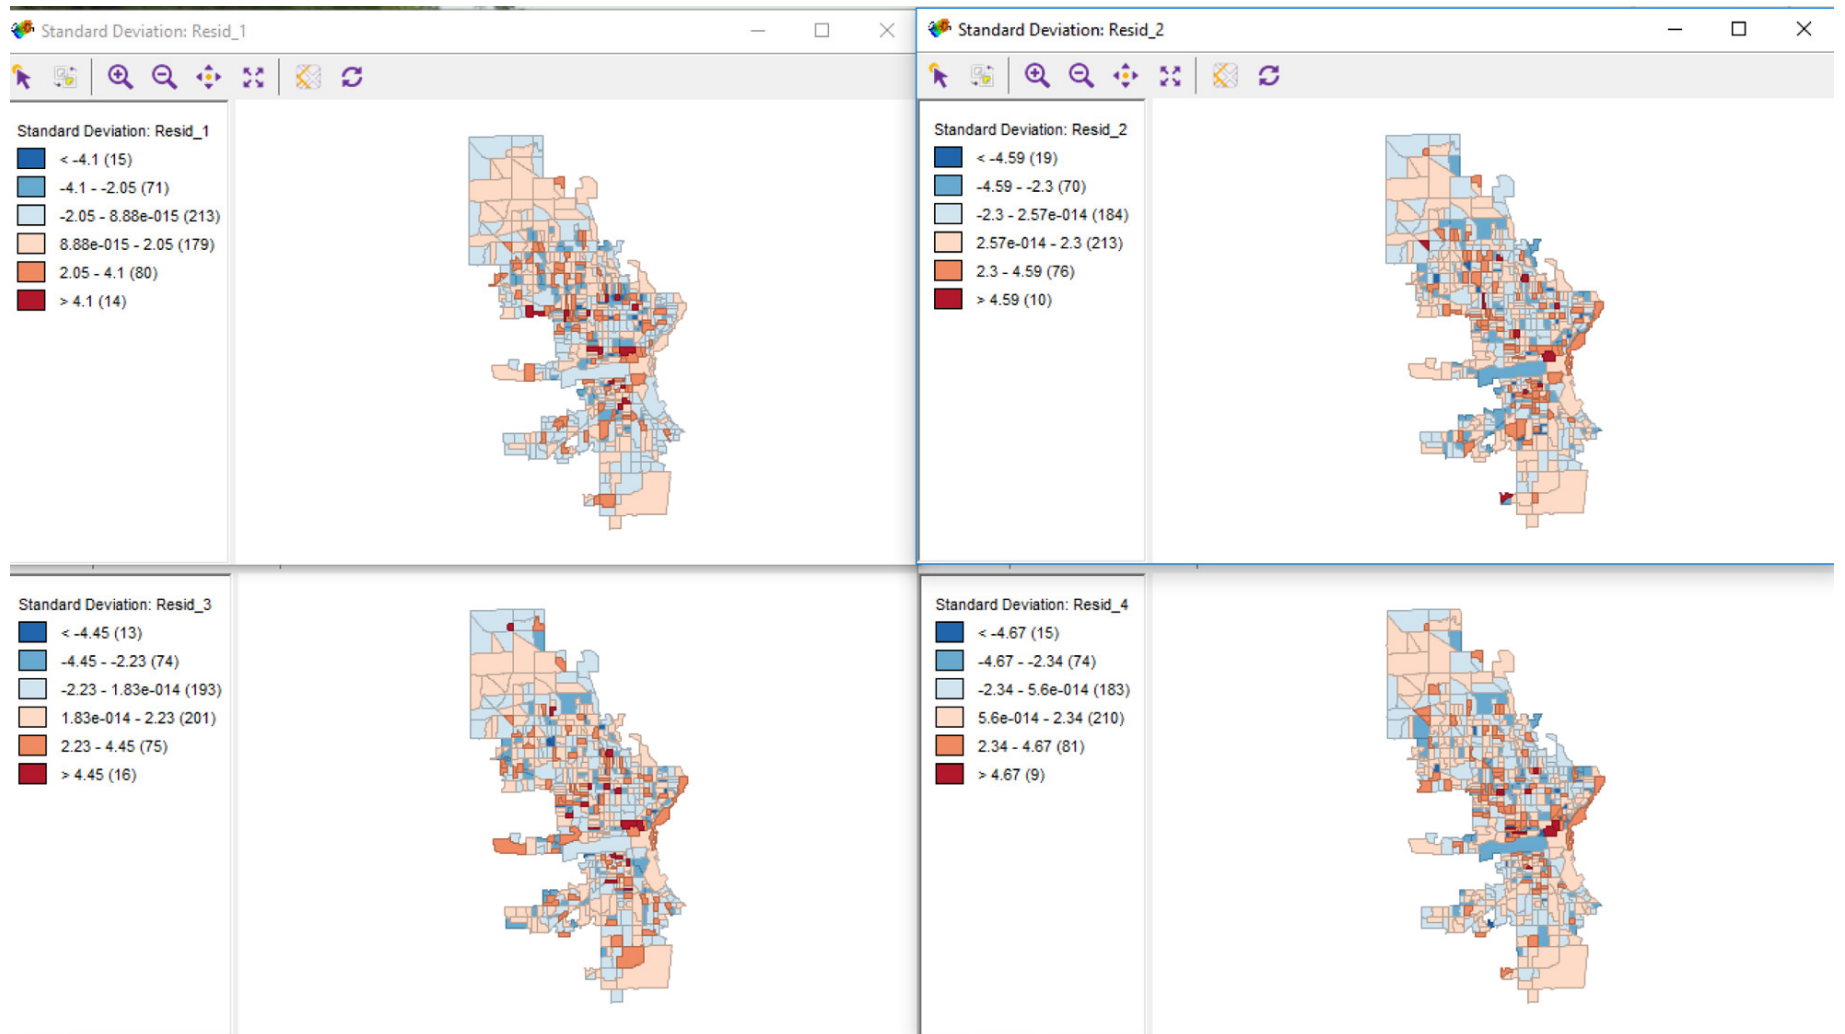 Standard Deviation: Resid_1
Standard Deviation: Resid_1
< -4.1 (15)
-4.1 - -2.05 (71)
-2.05 - 8.88e-015 (213)
8.88e-015 - 2.05 (179)
2.05 - 4.1 (80)
> 4.1 (14)
Standard Deviation: Resid_2
Standard Deviation: Resid_2
< -4.59 (19)
-4.59 - -2.3 (70)
-2.3 - 2.57e-014 (184)
2.57e-014 - 2.3 (213)
2.3 - 4.59 (76)
> 4.59 (10)
Standard Deviation: Resid_3
< -4.45 (13)
-4.45 - -2.23 (74)
-2.23 - 1.83e-014 (193)
1.83e-014 - 2.23 (201)
2.23 - 4.45 (75)
> 4.45 (16)
Standard Deviation: Resid_4
< -4.67 (15)
-4.67 - -2.34 (74)
-2.34 - 5.6e-014 (183)
5.6e-014 - 2.34 (210)
2.34 - 4.67 (81)
> 4.67 (9)